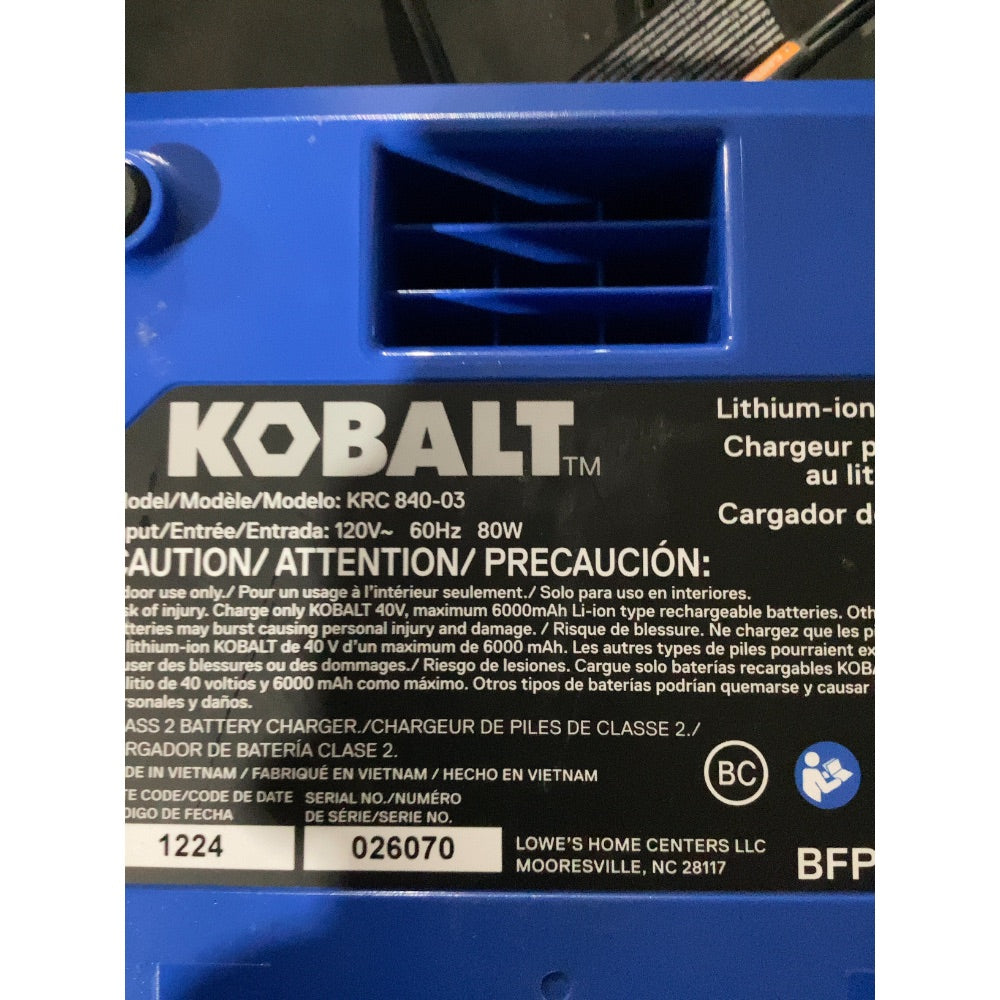 KOBALT™
Lithium-ion
Chargeur p
au lit
Cargador d
odel/Modèle/Modelo: KRC 840-03
put/Entrée/Entrada: 120V~ 60Hz 80W
CAUTION/ ATTENTION/ PRECAUCIÓN:
door use only./ Pour un usage à l'intérieur seulement./ Solo para uso en interiores.
sk of injury. Charge only KOBALT 40V, maximum 6000mAh Li-ion type rechargeable batteries. Oth
tteries may burst causing personal injury and damage. / Risque de blessure. Ne chargez que les pi
lithium-ion KOBALT de 40 V d'un maximum de 6000 mAh. Les autres types de piles pourraient ex
user des blessures ou des dommages./ Riesgo de lesiones. Cargue solo baterías recargables KOBA
litio de 40 voltios y 6000 mAh como máximo. Otros tipos de baterías podrían quemarse y causar
rsonales y daños.
ASS 2 BATTERY CHARGER./CHARGEUR DE PILES DE CLASSE 2./
RGADOR DE BATERÍA CLASE 2.
DE IN VIETNAM / FABRIQUÉ EN VIETNAM / HECHO EN VIETNAM
TE CODE/CODE DE DATE
DIGO DE FECHA
1224
SERIAL NO./NUMÉRO
DE SÉRIE/SERIE NO.
026070
BC
LOWE'S HOME CENTERS LLC
MOORESVILLE, NC 28117
BFP